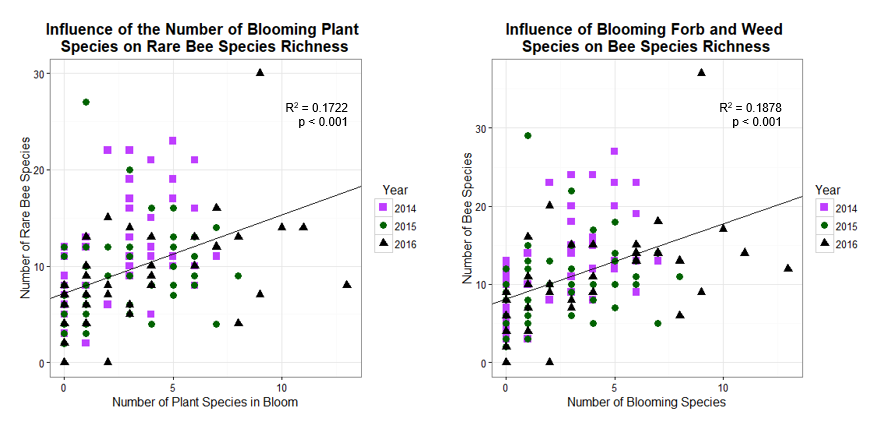 Influence of the Number of Blooming Plant
Species on Rare Bee Species Richness
30
20
10
0
Number of Rare Bee Species
R² = 0.1722
p < 0.001
0 5 10
Number of Plant Species in Bloom
Year
2014
2015
2016
Influence of Blooming Forb and Weed
Species on Bee Species Richness
30
20
10
0
Number of Bee Species
R² = 0.1878
p < 0.001
0 5 10
Number of Blooming Species
Year
2014
2015
2016